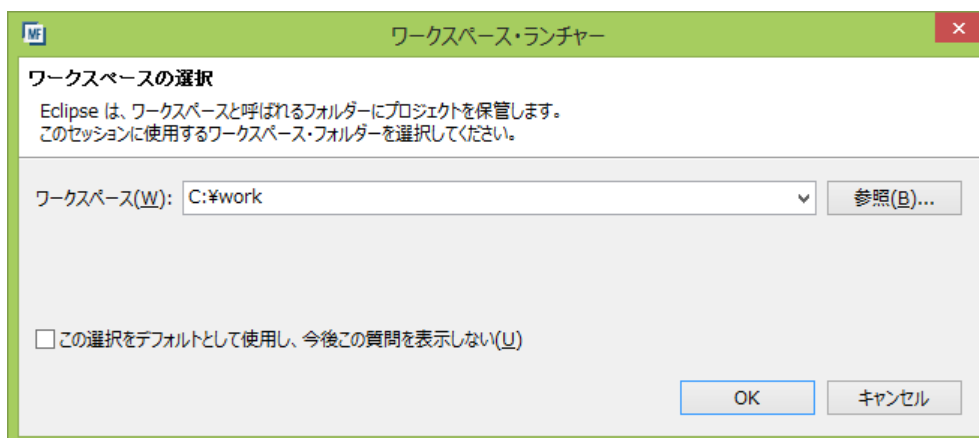 MF
ワークスペース・ランチャー
ワークスペースの選択
Eclipse は、ワークスペースと呼ばれるフォルダーにプロジェクトを保管します。
このセッションに使用するワークスペース・フォルダーを選択してください。
ワークスペース(W): C:¥work 参照(B)...
この選択をデフォルトとして使用し、今後この質問を表示しない(U)
OK キャンセル